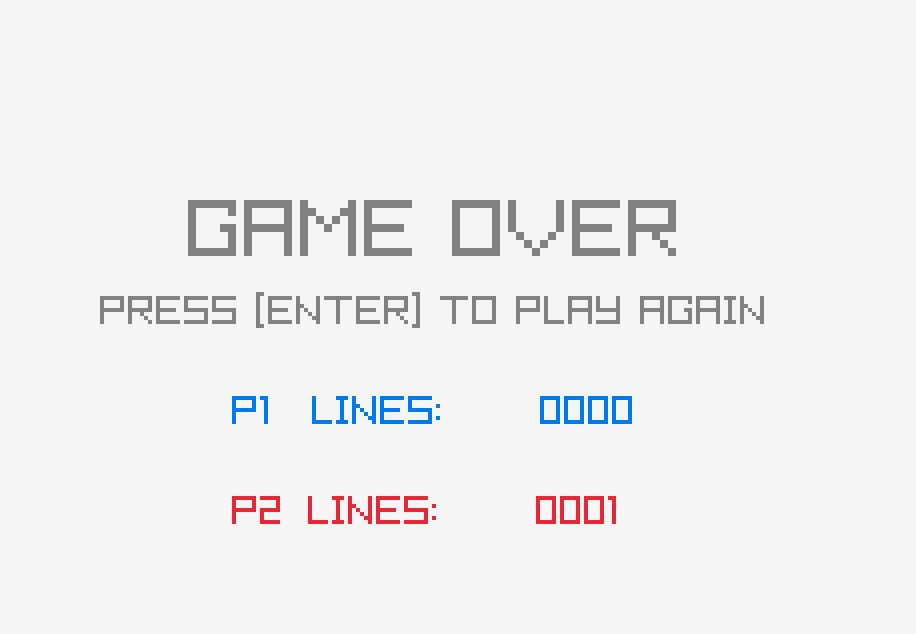 GAME OVER
PRESS [ENTER] TO PLAY AGAIN
P1 LINES: 0000
P2 LINES: 0001